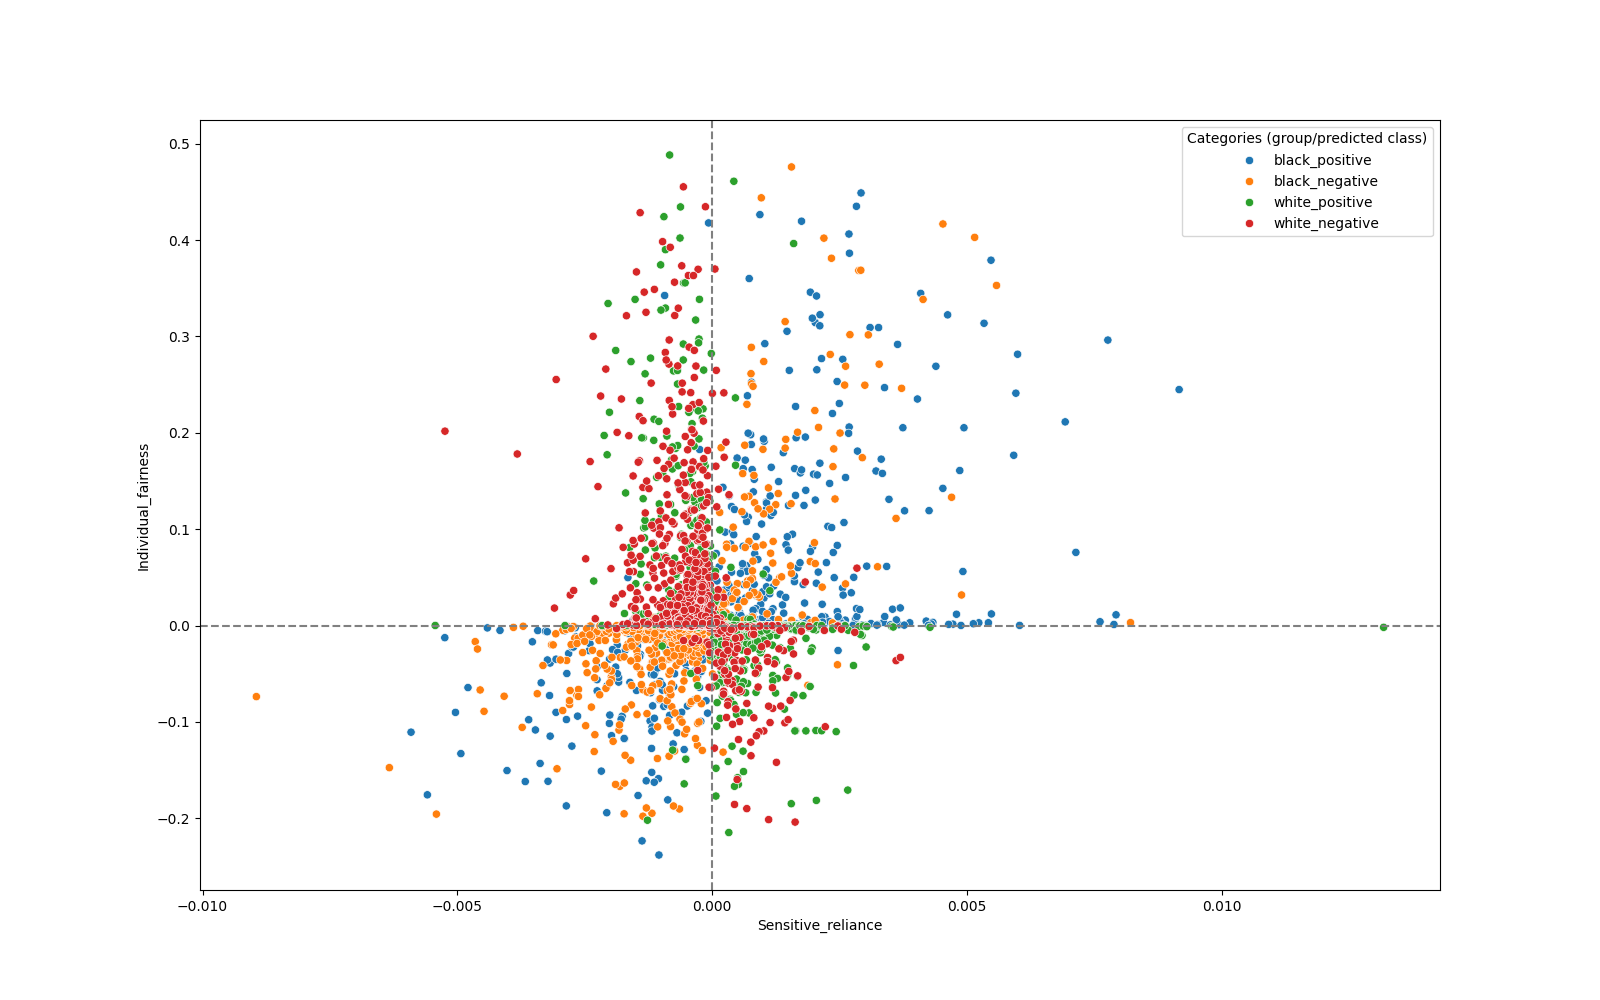 Categories (group/predicted class)
black_positive
black_negative
white_positive
white_negative
0.5
0.4
0.3
0.2
0.1
0.0
−0.1
−0.2
Individual_fairness
−0.010
−0.005
0.000
0.005
0.010
Sensitive_reliance